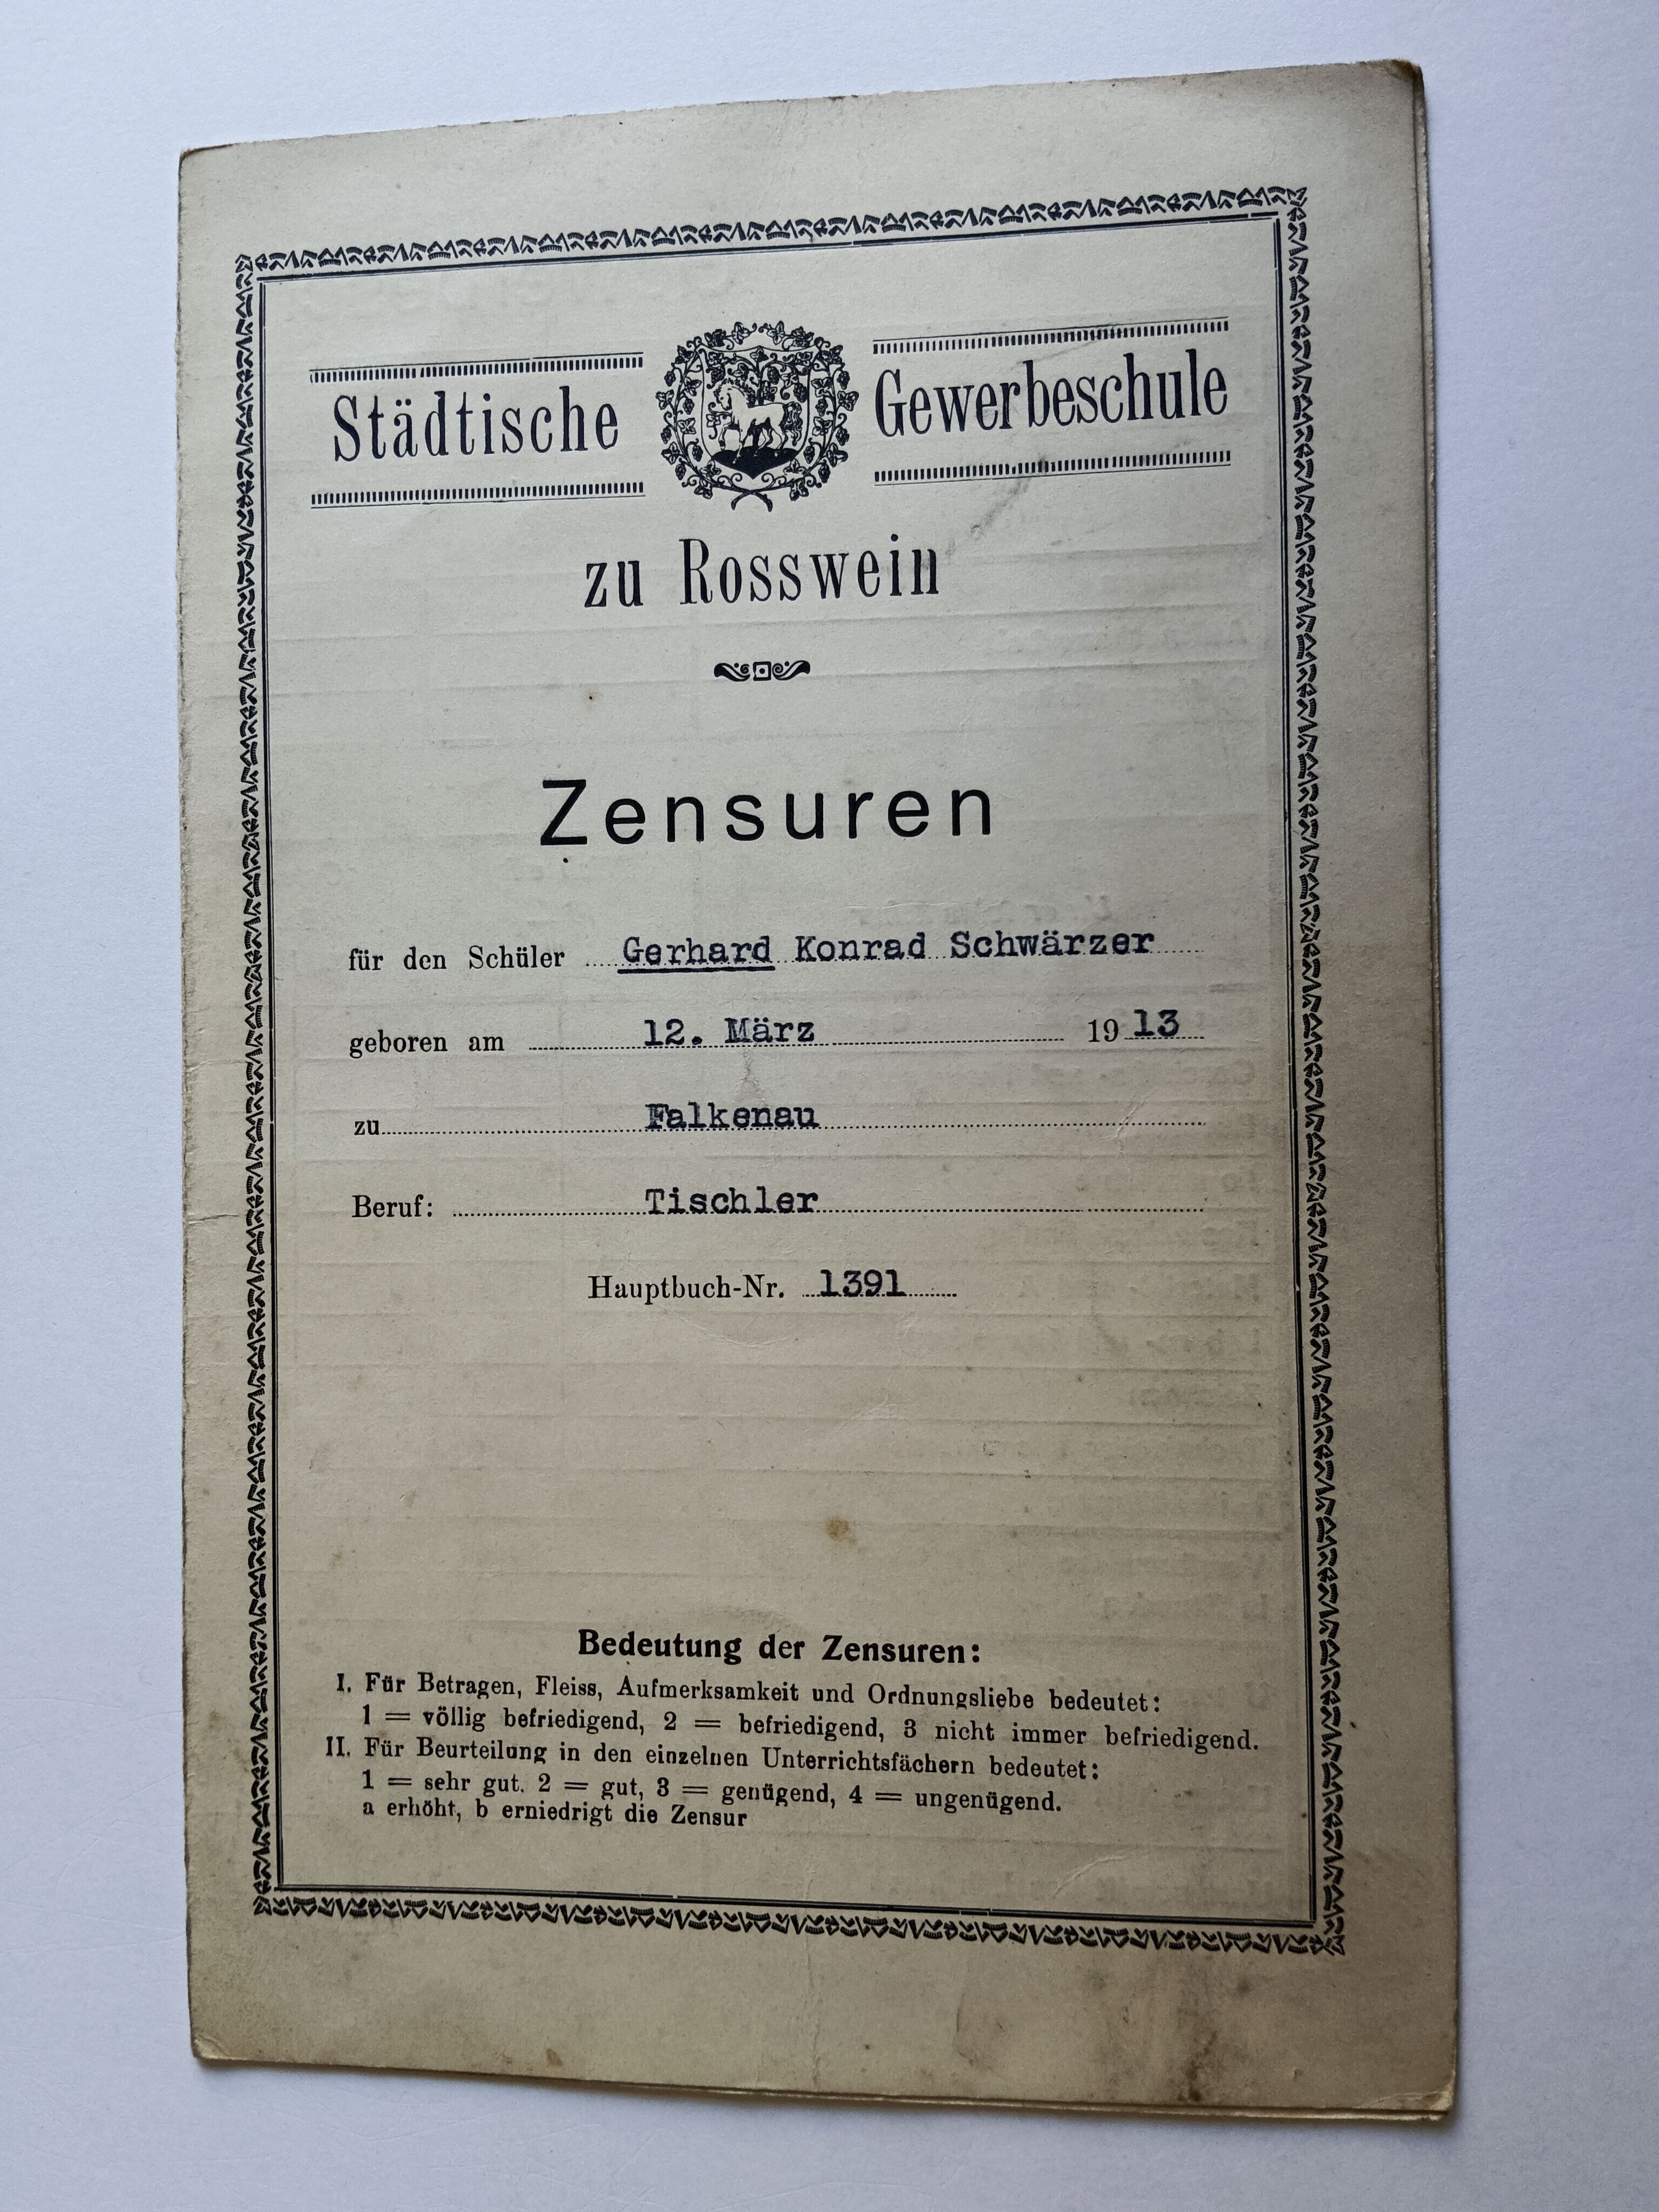 Städtische Gewerbeschule
zu Rosswein
Zensuren
für den Schüler Gerhard Konrad Schwärzer
geboren am 12. März 1913
zu Falkenau
Beruf: Tischler
Hauptbuch-Nr. 1391
Bedeutung der Zensuren:
I. Für Betragen, Fleiss, Aufmerksamkeit und Ordnungsliebe bedeutet:
1 = völlig befriedigend, 2 = befriedigend, 3 nicht immer befriedigend.
II. Für Beurteilung in den einzelnen Unterrichtsfächern bedeutet:
1 = sehr gut. 2 = gut, 3 = genügend, 4 = ungenügend.
a erhöht, b erniedrigt die Zensur